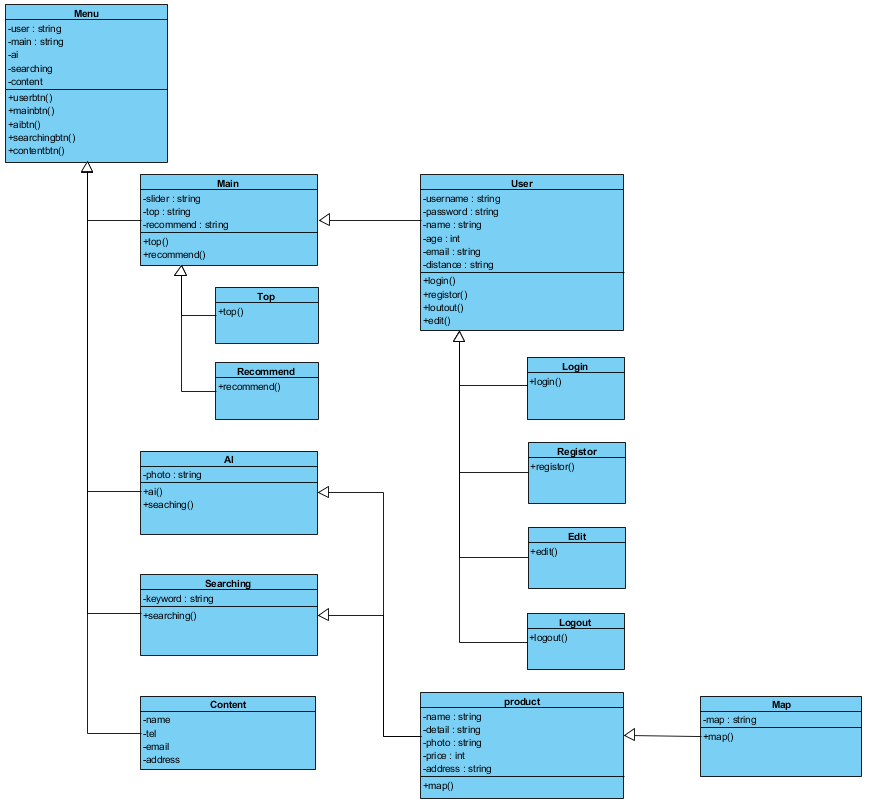 Menu
-user : string
-main : string
-ai
-searching
-content
+userbtn()
+mainbtn()
+aibtn()
+searchingbtn()
+contentbtn()
Main
-slider : string
-top : string
-recommend : string
+top()
+recommend()
User
-username : string
-password : string
-name : string
-age : int
-email : string
-distance : string
+login()
+registor()
+loutout()
+edit()
Top
+top()
Recommend
+recommend()
Login
+login()
Registor
+registor()
AI
-photo : string
+ai()
+seaching()
Edit
+edit()
Searching
-keyword : string
+searching()
Logout
+logout()
Content
-name
-tel
-email
-address
product
-name : string
-detail : string
-photo : string
-price : int
-address : string
+map()
Map
-map : string
+map()